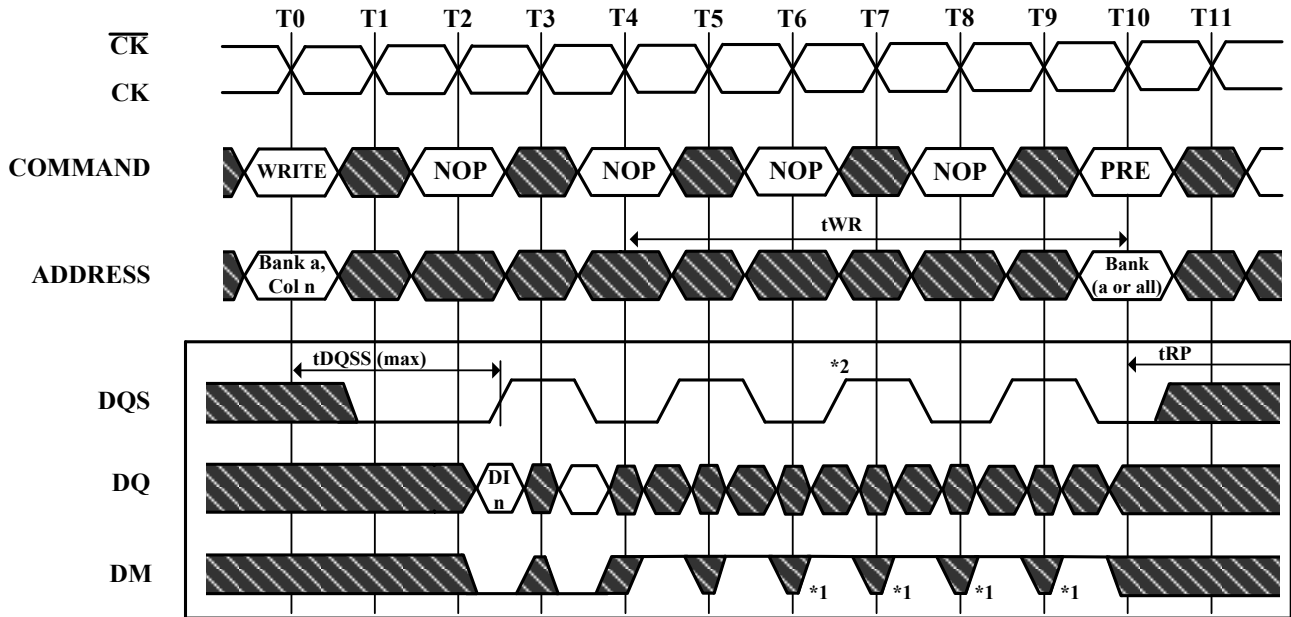 T0 T1 T2 T3 T4 T5 T6 T7 T8 T9 T10 T11
CK
CK
COMMAND WRITE NOP NOP NOP NOP PRE
tWR
ADDRESS Bank a, Col n Bank (a or all)
tDQSS (max) *2 tRP
DQS
DQ DI n
DM *1 *1 *1 *1